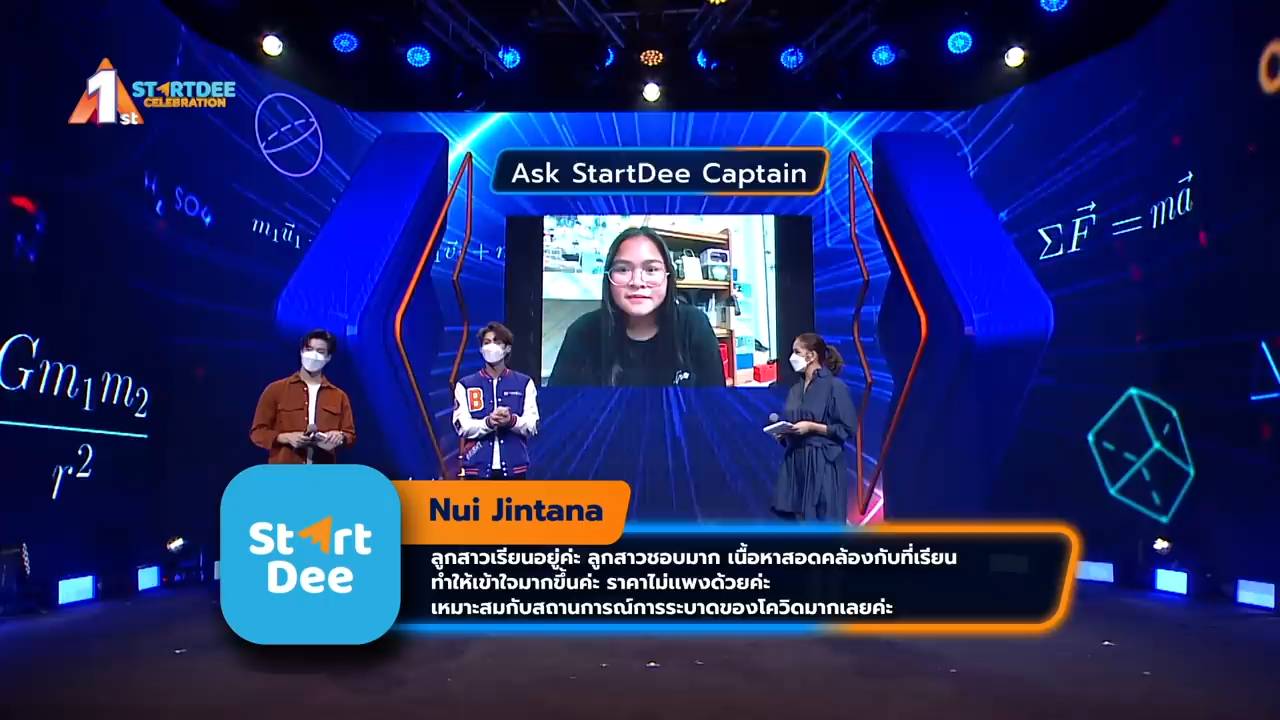 1st
STARTDEE
CELEBRATION
Ask StartDee Captain
SO4
m₁u⃗₁
ΣF⃗ = ma⃗
Gm₁m₂
r²
B
Start
Dee
Nui Jintana
ลูกสาวเรียนอยู่ค่ะ ลูกสาวชอบมาก เนื้อหาสอดคล้องกับที่เรียน
ทำให้เข้าใจมากขึ้นค่ะ ราคาไม่แพงด้วยค่ะ
เหมาะสมกับสถานการณ์การระบาดของโควิดมากเลยค่ะ